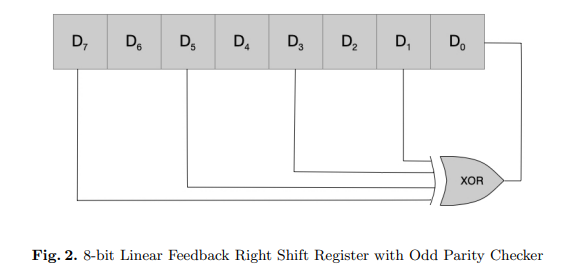 D₇ D₆ D₅ D₄ D₃ D₂ D₁ D₀
XOR
Fig. 2. 8-bit Linear Feedback Right Shift Register with Odd Parity Checker